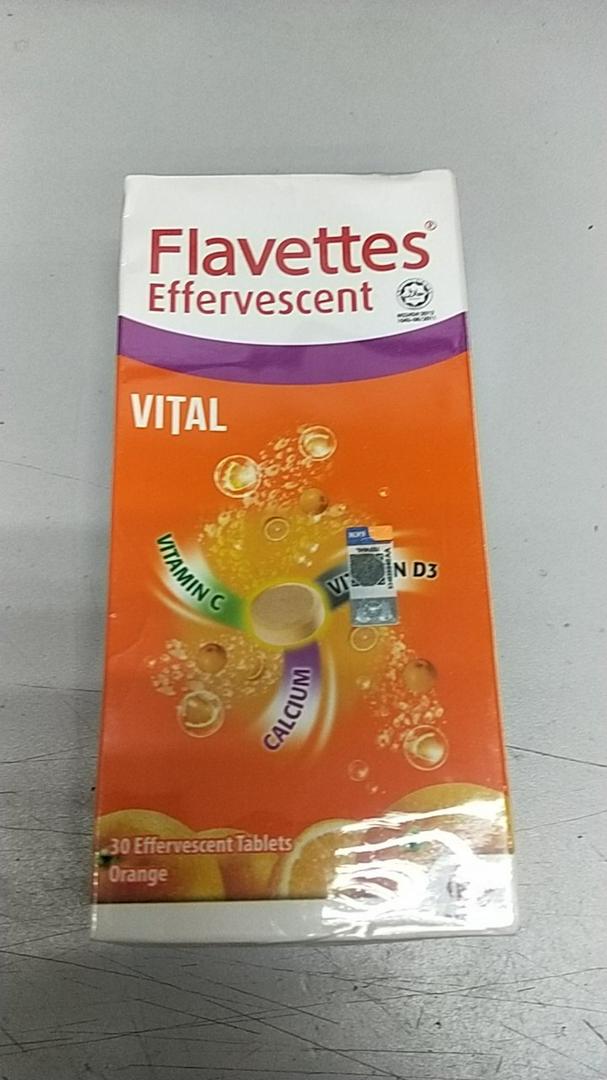 Flavettes®
Effervescent
VITAL
VITAMIN C
N D3
CALCIUM
30 Effervescent Tablets
Orange